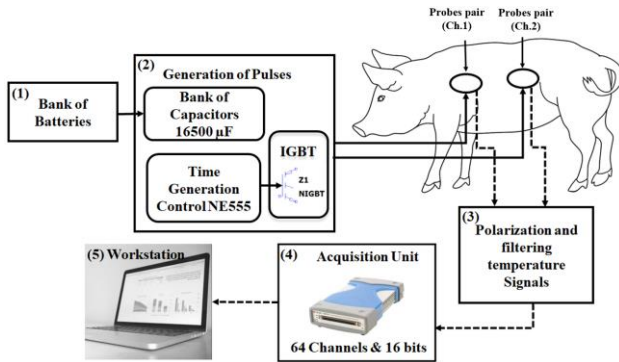 Probes pair
(Ch.1)
Probes pair
(Ch.2)
(1)
Bank of
Batteries
(2)
Generation of Pulses
Bank of
Capacitors
16500 µF
Time
Generation
Control NE555
IGBT
Z1
NIGBT
(3)
Polarization and
filtering
temperature
Signals
(4)
Acquisition Unit
64 Channels & 16 bits
(5) Workstation